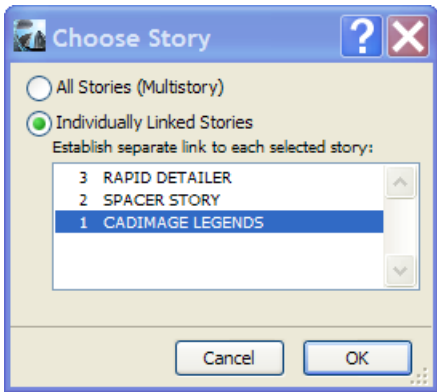 Choose Story
?
All Stories (Multistory)
Individually Linked Stories
Establish separate link to each selected story:
3 RAPID DETAILER
2 SPACER STORY
1 CADIMAGE LEGENDS
Cancel OK